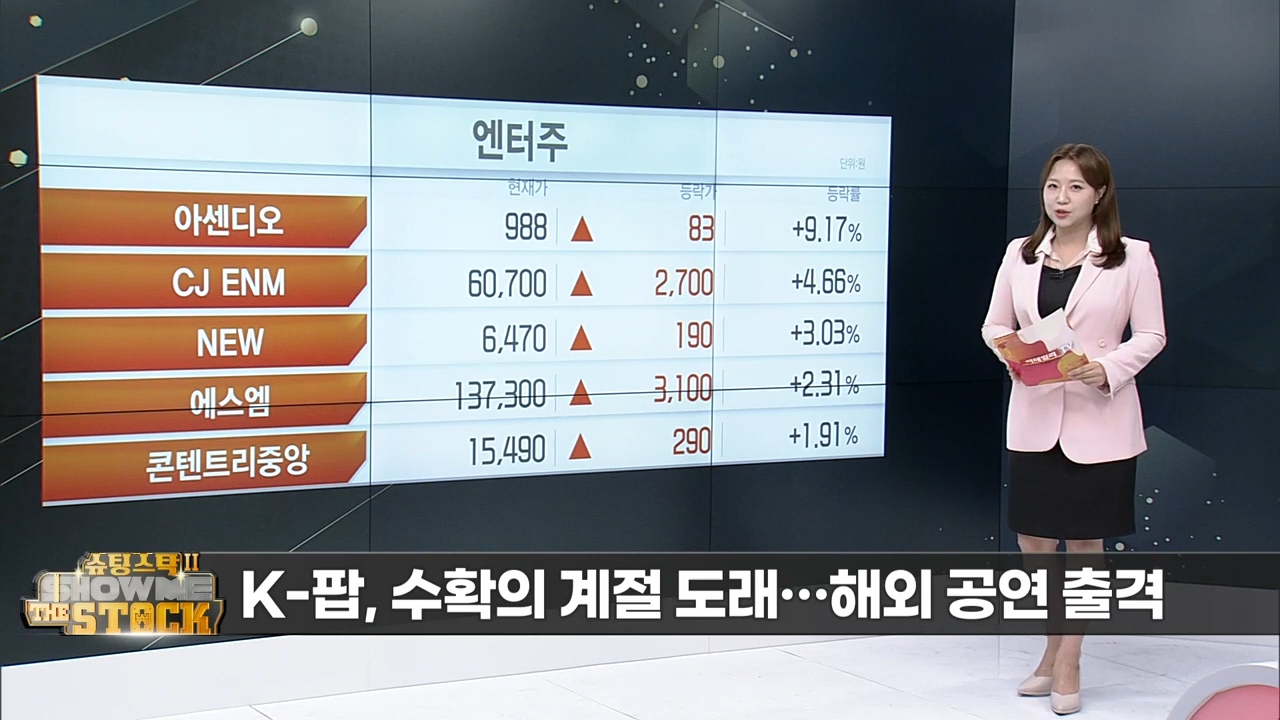 엔터주
단위:원
현재가 등락가 등락률
아센디오 988 ▲ 83 +9.17%
CJ ENM 60,700 ▲ 2,700 +4.66%
NEW 6,470 ▲ 190 +3.03%
에스엠 137,300 ▲ 3,100 +2.31%
콘텐트리중앙 15,490 ▲ 290 +1.91%
슈팅스탁 II
SHOW ME
THE STOCK
K-팝, 수확의 계절 도래…해외 공연 출격